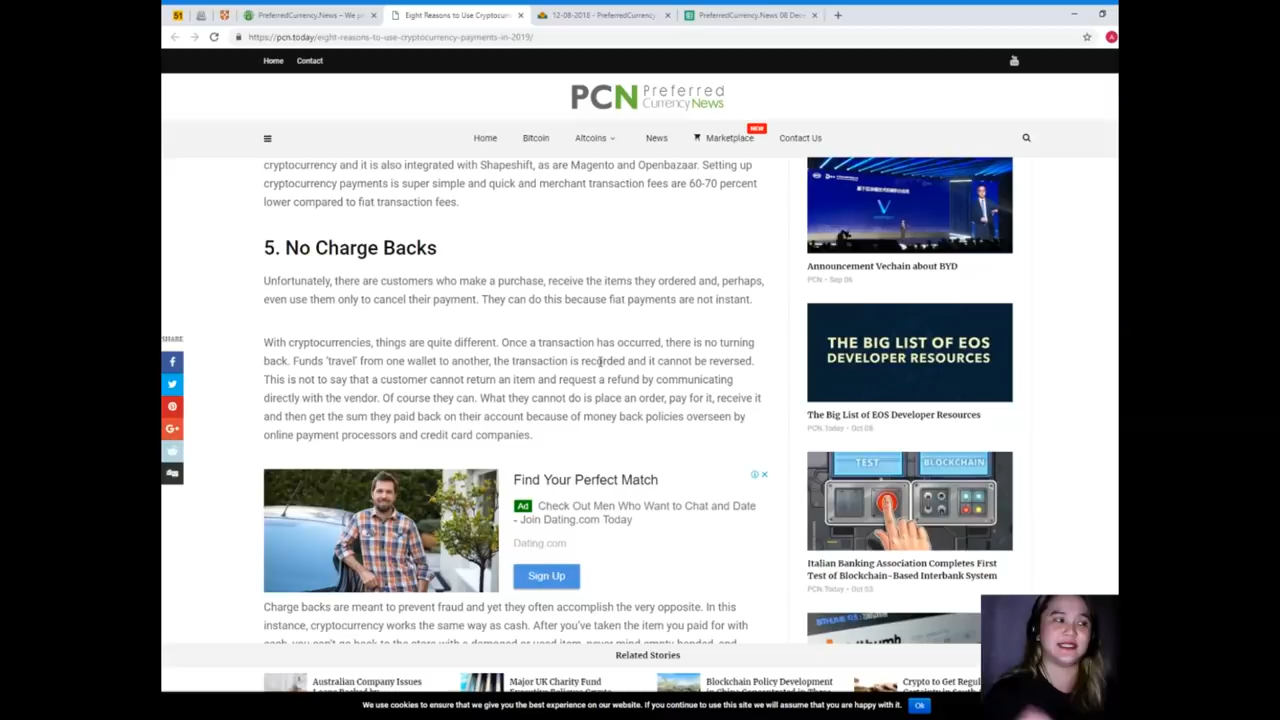 51
PreferredCurrency.News – We pr
Eight Reasons to Use Cryptocurr
12-08-2018 - PreferredCurrency
PreferredCurrency.News 08 Dece
https://pcn.today/eight-reasons-to-use-cryptocurrency-payments-in-2019/
A
Home
Contact
PCN Preferred
CurrencyNews
Home
Bitcoin
Altcoins
News
Marketplace
NEW
Contact Us
cryptocurrency and it is also integrated with Shapeshift, as are Magento and Openbazaar. Setting up
cryptocurrency payments is super simple and quick and merchant transaction fees are 60-70 percent
lower compared to fiat transaction fees.
5. No Charge Backs
Unfortunately, there are customers who make a purchase, receive the items they ordered and, perhaps,
even use them only to cancel their payment. They can do this because fiat payments are not instant.
With cryptocurrencies, things are quite different. Once a transaction has occurred, there is no turning
back. Funds 'travel' from one wallet to another, the transaction is recorded and it cannot be reversed.
This is not to say that a customer cannot return an item and request a refund by communicating
directly with the vendor. Of course they can. What they cannot do is place an order, pay for it, receive it
and then get the sum they paid back on their account because of money back policies overseen by
online payment processors and credit card companies.
SHARE
G+
Find Your Perfect Match
Ad Check Out Men Who Want to Chat and Date
- Join Dating.com Today
Dating.com
Sign Up
Charge backs are meant to prevent fraud and yet they often accomplish the very opposite. In this
instance, cryptocurrency works the same way as cash. After you've taken the item you paid for with
Announcement Vechain about BYD
PCN - Sep 06
THE BIG LIST OF EOS
DEVELOPER RESOURCES
The Big List of EOS Developer Resources
PCN.Today - Oct 08
TEST
BLOCKCHAIN
Italian Banking Association Completes First
Test of Blockchain-Based Interbank System
PCN.Today - Oct 03
Related Stories
Australian Company Issues
Major UK Charity Fund
Blockchain Policy Development
Crypto to Get Regul
We use cookies to ensure that we give you the best experience on our website. If you continue to use this site we will assume that you are happy with it.
Ok